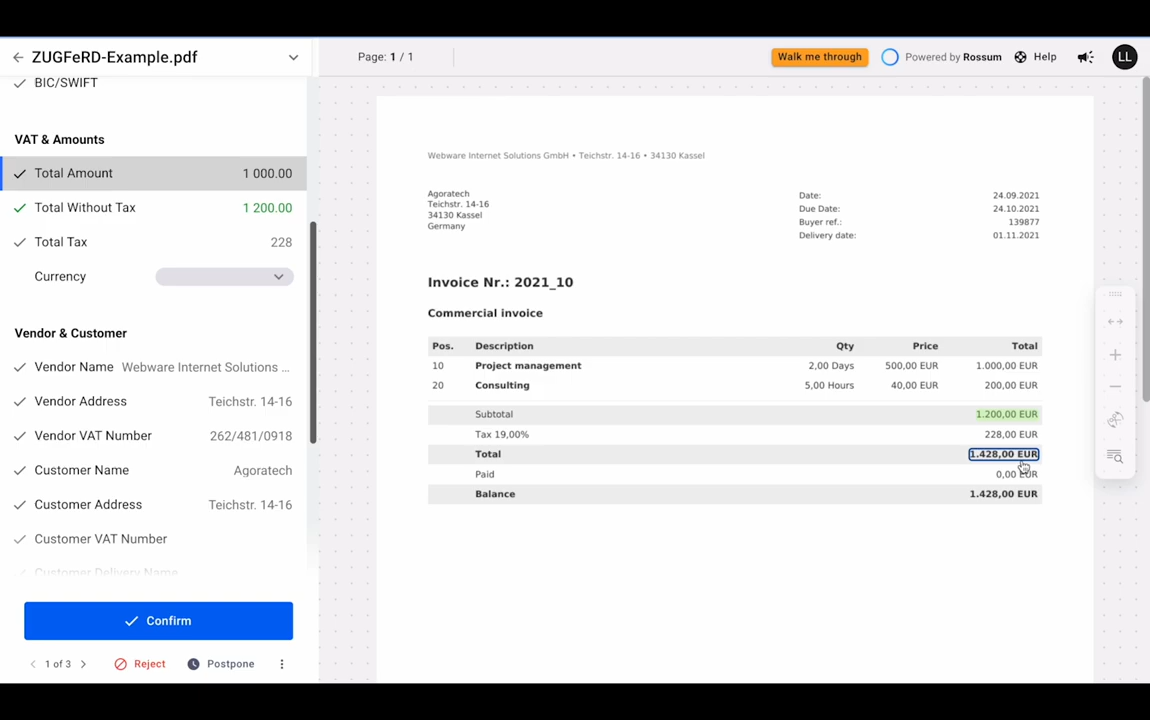 ZUGFeRD-Example.pdf
Page: 1 / 1
Walk me through
Powered by Rossum
Help
LL
BIC/SWIFT
VAT & Amounts
Total Amount 1 000.00
Total Without Tax 1 200.00
Total Tax 228
Currency
Vendor & Customer
Vendor Name Webware Internet Solutions ...
Vendor Address Teichstr. 14-16
Vendor VAT Number 262/481/0918
Customer Name Agoratech
Customer Address Teichstr. 14-16
Customer VAT Number
Customer Delivery Name
Confirm
1 of 3
Reject
Postpone
Webware Internet Solutions GmbH • Teichstr. 14-16 • 34130 Kassel
Agoratech
Teichstr. 14-16
34130 Kassel
Germany
Date: 24.09.2021
Due Date: 24.10.2021
Buyer ref.: 139877
Delivery date: 01.11.2021
Invoice Nr.: 2021_10
Commercial invoice
Pos. Description Qty Price Total
10 Project management 2,00 Days 500,00 EUR 1.000,00 EUR
20 Consulting 5,00 Hours 40,00 EUR 200,00 EUR
Subtotal 1.200,00 EUR
Tax 19,00% 228,00 EUR
Total 1.428,00 EUR
Paid 0,00 EUR
Balance 1.428,00 EUR